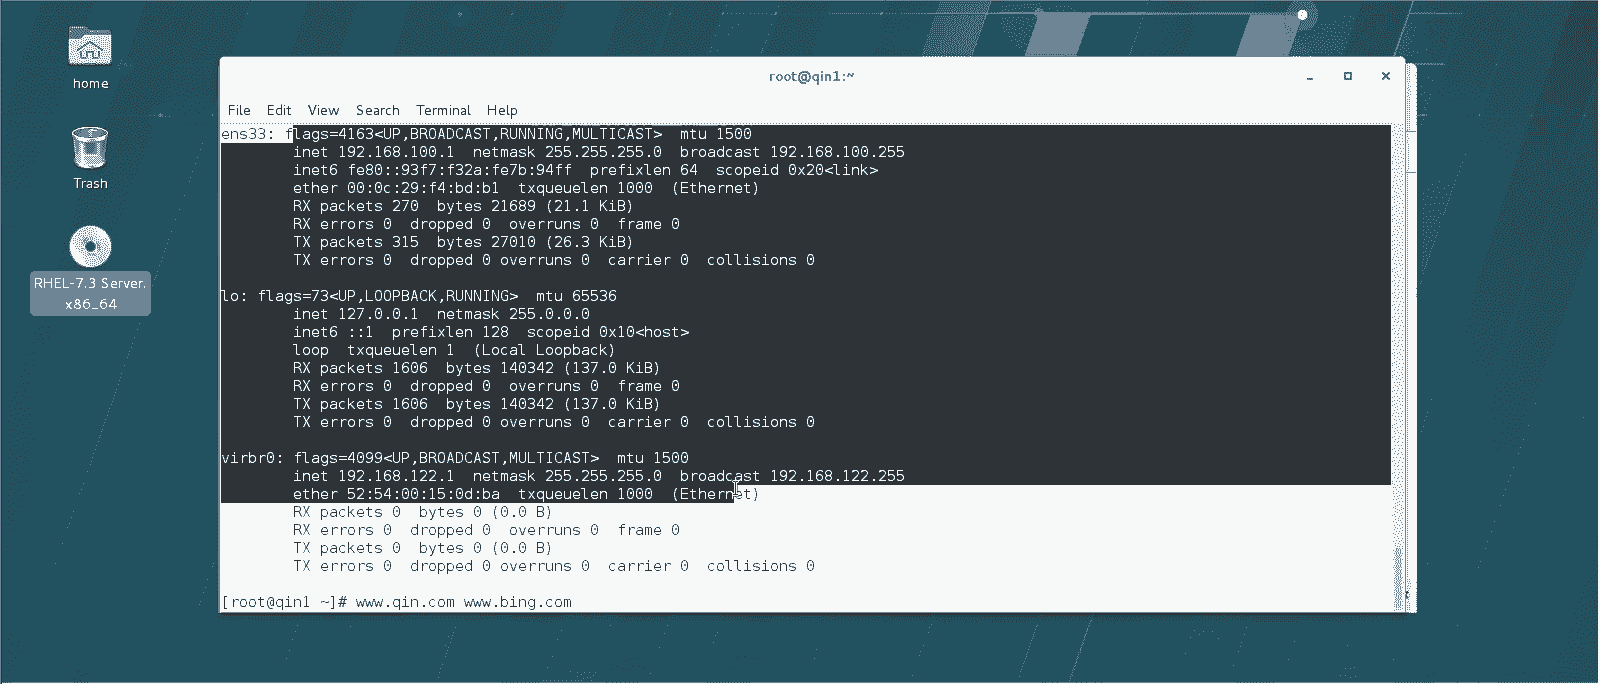 home
Trash
RHEL-7.3 Server.
x86_64
root@qin1:~
File Edit View Search Terminal Help
ens33: flags=4163<UP,BROADCAST,RUNNING,MULTICAST>  mtu 1500
        inet 192.168.100.1  netmask 255.255.255.0  broadcast 192.168.100.255
        inet6 fe80::93f7:f32a:fe7b:94ff  prefixlen 64  scopeid 0x20<link>
        ether 00:0c:29:f4:bd:b1  txqueuelen 1000  (Ethernet)
        RX packets 270  bytes 21689 (21.1 KiB)
        RX errors 0  dropped 0  overruns 0  frame 0
        TX packets 315  bytes 27010 (26.3 KiB)
        TX errors 0  dropped 0 overruns 0  carrier 0  collisions 0
lo: flags=73<UP,LOOPBACK,RUNNING>  mtu 65536
        inet 127.0.0.1  netmask 255.0.0.0
        inet6 ::1  prefixlen 128  scopeid 0x10<host>
        loop  txqueuelen 1  (Local Loopback)
        RX packets 1606  bytes 140342 (137.0 KiB)
        RX errors 0  dropped 0  overruns 0  frame 0
        TX packets 1606  bytes 140342 (137.0 KiB)
        TX errors 0  dropped 0 overruns 0  carrier 0  collisions 0
virbr0: flags=4099<UP,BROADCAST,MULTICAST>  mtu 1500
        inet 192.168.122.1  netmask 255.255.255.0  broadcast 192.168.122.255
        ether 52:54:00:15:0d:ba  txqueuelen 1000  (Ethernet)
        RX packets 0  bytes 0 (0.0 B)
        RX errors 0  dropped 0  overruns 0  frame 0
        TX packets 0  bytes 0 (0.0 B)
        TX errors 0  dropped 0 overruns 0  carrier 0  collisions 0
[root@qin1 ~]# www.qin.com www.bing.com